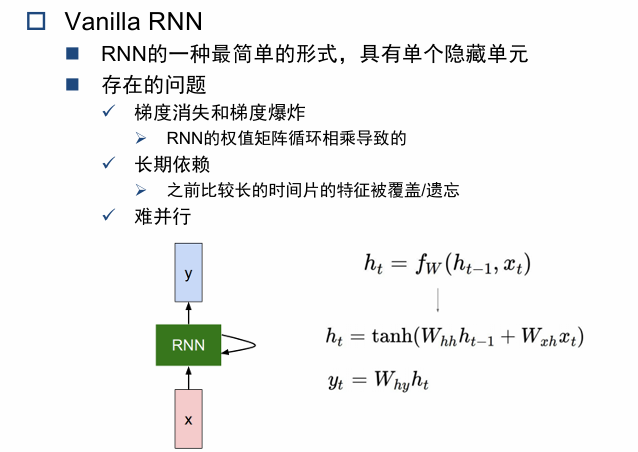 Vanilla RNN
RNN的一种最简单的形式，具有单个隐藏单元
存在的问题
梯度消失和梯度爆炸
RNN的权值矩阵循环相乘导致的
长期依赖
之前比较长的时间片的特征被覆盖/遗忘
难并行
y
RNN
x
h_t = f_W(h_{t-1}, x_t)
h_t = tanh(W_{hh}h_{t-1} + W_{xh}x_t)
y_t = W_{hy}h_t